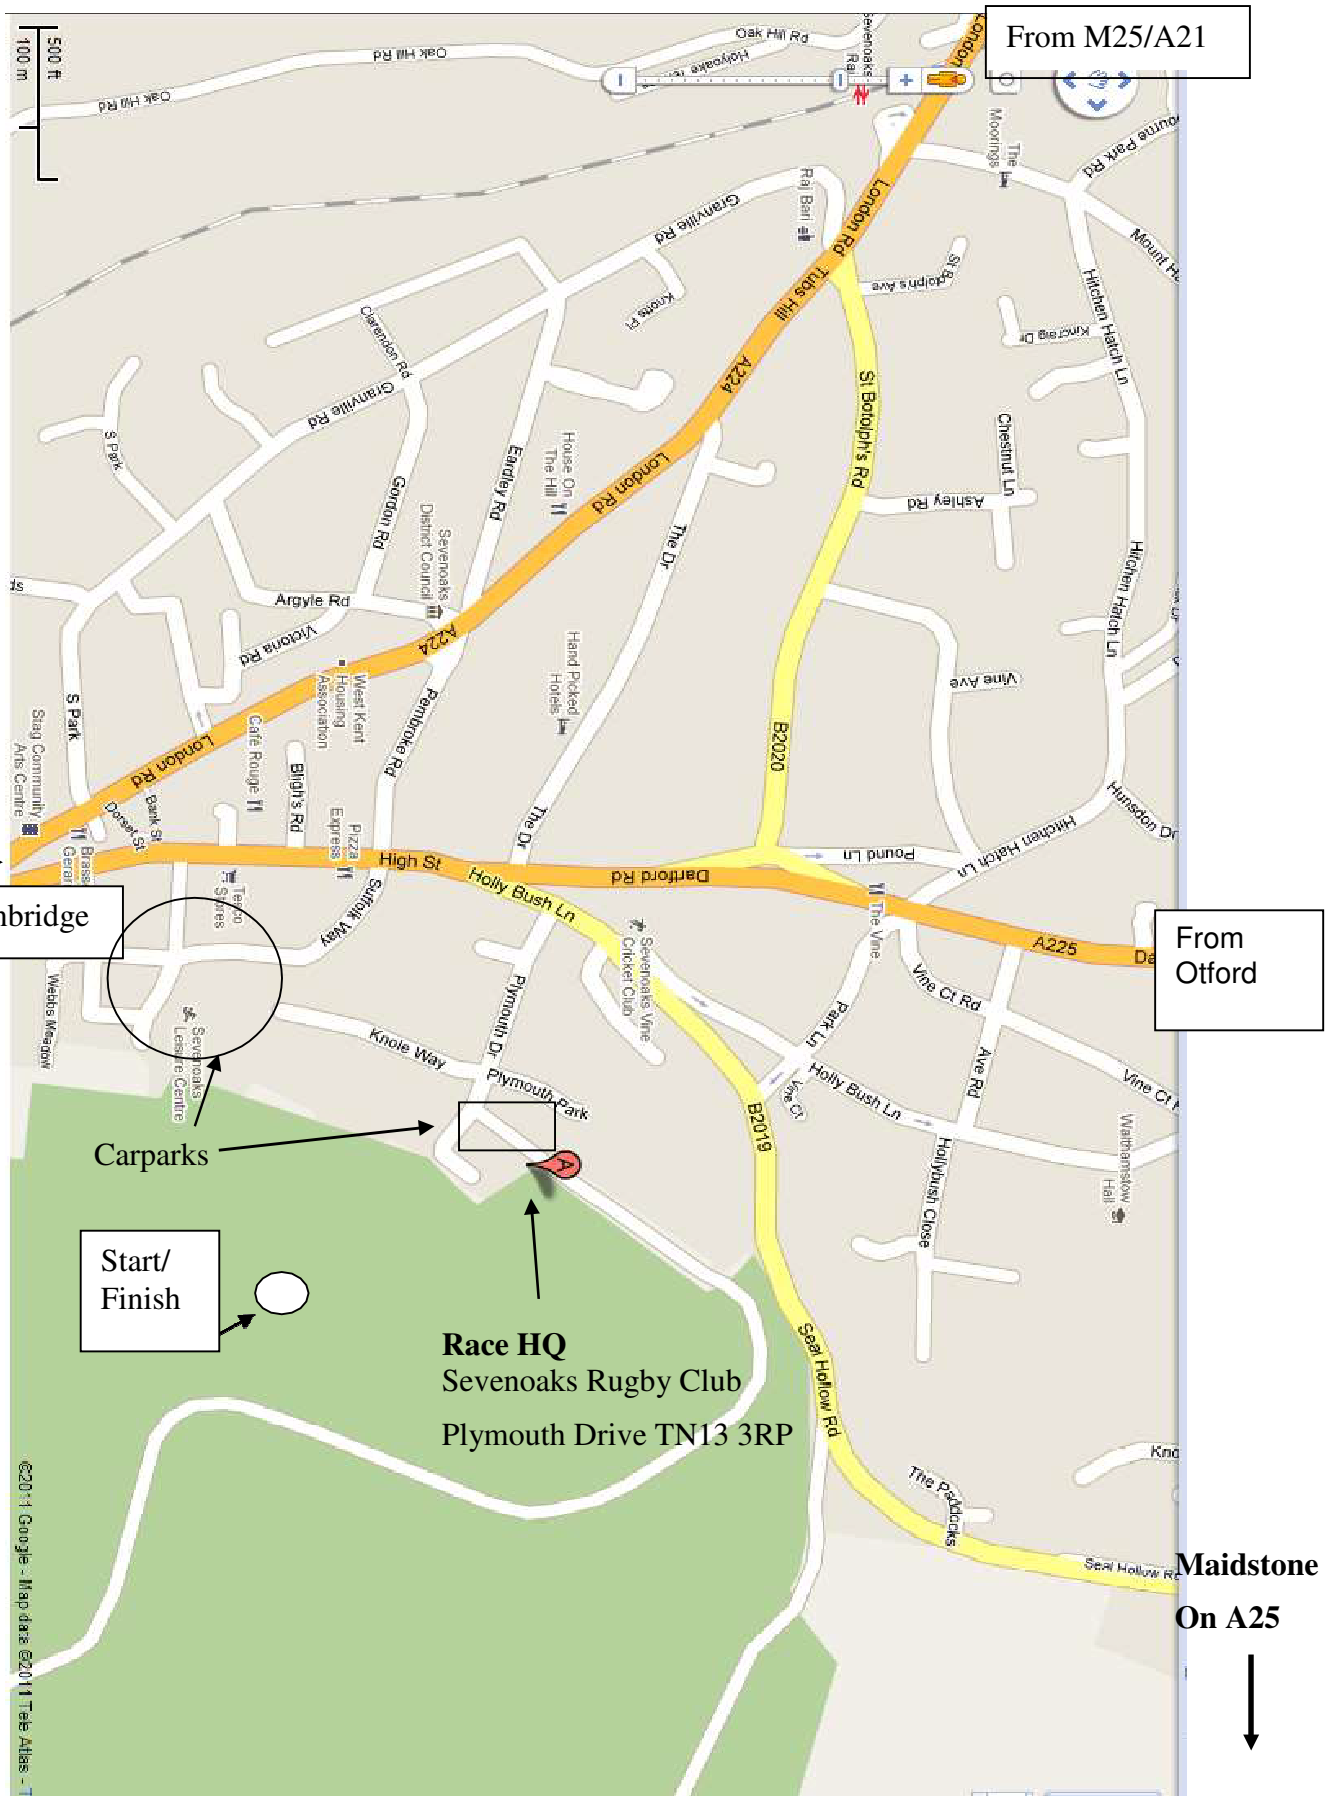 From M25/A21
500 ft
100 m
Oak Hill Rd
Oak Hill Rd
Oak Hill Rd
Sevenoaks
London
The
Moorings
Mount H
Raj Bari
London Rd
Granville Rd
Tubs Hill
St Botolph's Ave
Hitchen Hatch Ln
Kincraig Dr
Clarendon Rd
Granville Rd
A224
St Botolph's Rd
Chestnut Ln
S Park
Gordon Rd
Eardley Rd
House On
The Hill
London Rd
Ashley Rd
The Dr
Hitchen Hatch Ln
Sevenoaks
District Council
Argyle Rd
Victoria Rd
A224
West Kent
Housing
Association
Pembroke Rd
Hand Picked
Hotels
Vine Ave
S Park
Stag Community
Arts Centre
London Rd
Café Rouge
Bligh's Rd
B2020
Hunsdon Dr
Hitchen Hatch Ln
Dorset St
Bank St
Pizza
Express
The Dr
High St
Pound Ln
Dartford Rd
Holly Bush Ln
Tesco
Stores
Suffolk Way
The Vine
nbridge
From
Otford
A225
Da
Sevenoaks Vine
Cricket Club
Vine Ct Rd
Webbs Meadow
Sevenoaks
Leisure Centre
Knole Way
Plymouth Dr
Plymouth Park
Park Ln
Vine Ct
Holly Bush Ln
Ave Rd
Vine Ct
B2019
Hollybush Close
Walthamstow
Hall
Carparks
A
Start/
Finish
Race HQ
Sevenoaks Rugby Club
Plymouth Drive TN13 3RP
Seal Hollow Rd
The Paddocks
Kno
Seal Hollow Rd
Maidstone
On A25
©2011 Google - Map data ©2011 Tele Atlas -